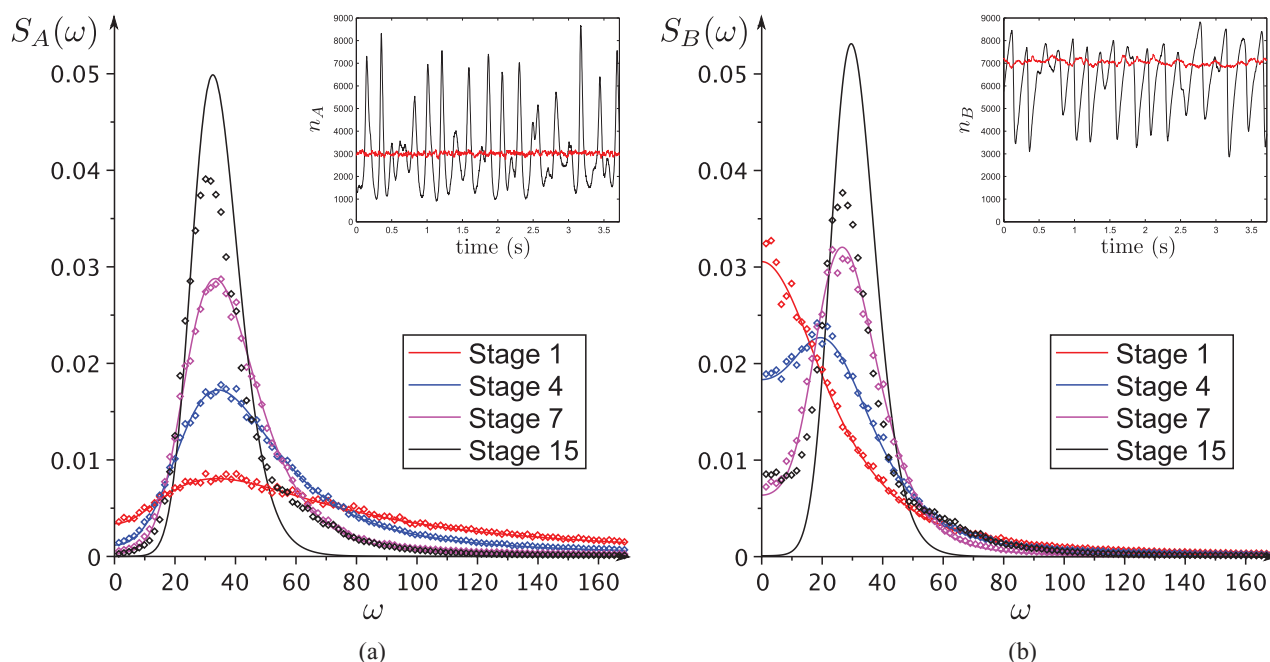 S_A(ω)
0.05
0.04
0.03
0.02
0.01
0
0 20 40 60 80 100 120 140 160
ω
n_A
9000
8000
7000
6000
5000
4000
3000
2000
1000
0
0 0.5 1 1.5 2 2.5 3 3.5
time (s)
Stage 1
Stage 4
Stage 7
Stage 15
(a)
S_B(ω)
0.05
0.04
0.03
0.02
0.01
0
0 20 40 60 80 100 120 140 160
ω
n_B
9000
8000
7000
6000
5000
4000
3000
2000
1000
0
0 0.5 1 1.5 2 2.5 3 3.5
time (s)
Stage 1
Stage 4
Stage 7
Stage 15
(b)